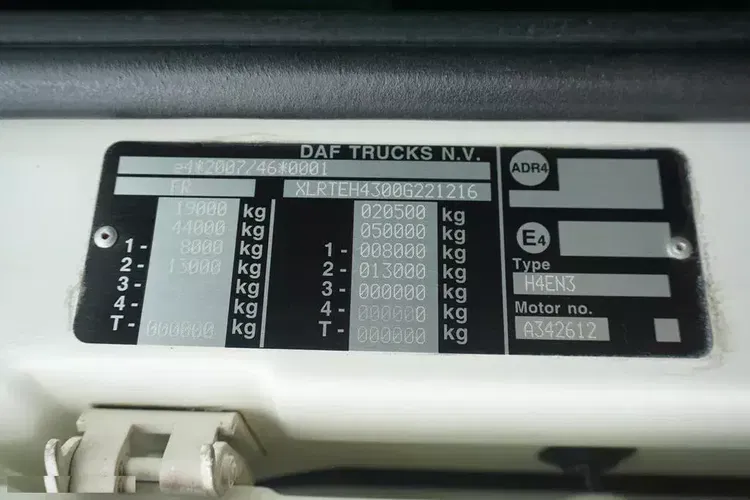 DAF TRUCKS N.V.
e4*2007/46*0001
FR XLRTEH4300G221216
19000 kg 020500 kg
44000 kg 050000 kg
1- 8000 kg 1- 008000 kg
2- 13000 kg 2- 013000 kg
3- kg 3- 000000 kg
4- kg 4- 000000 kg
T- 000000 kg T- 000000 kg
ADR4
E4
Type
H4EN3
Motor no.
A342612